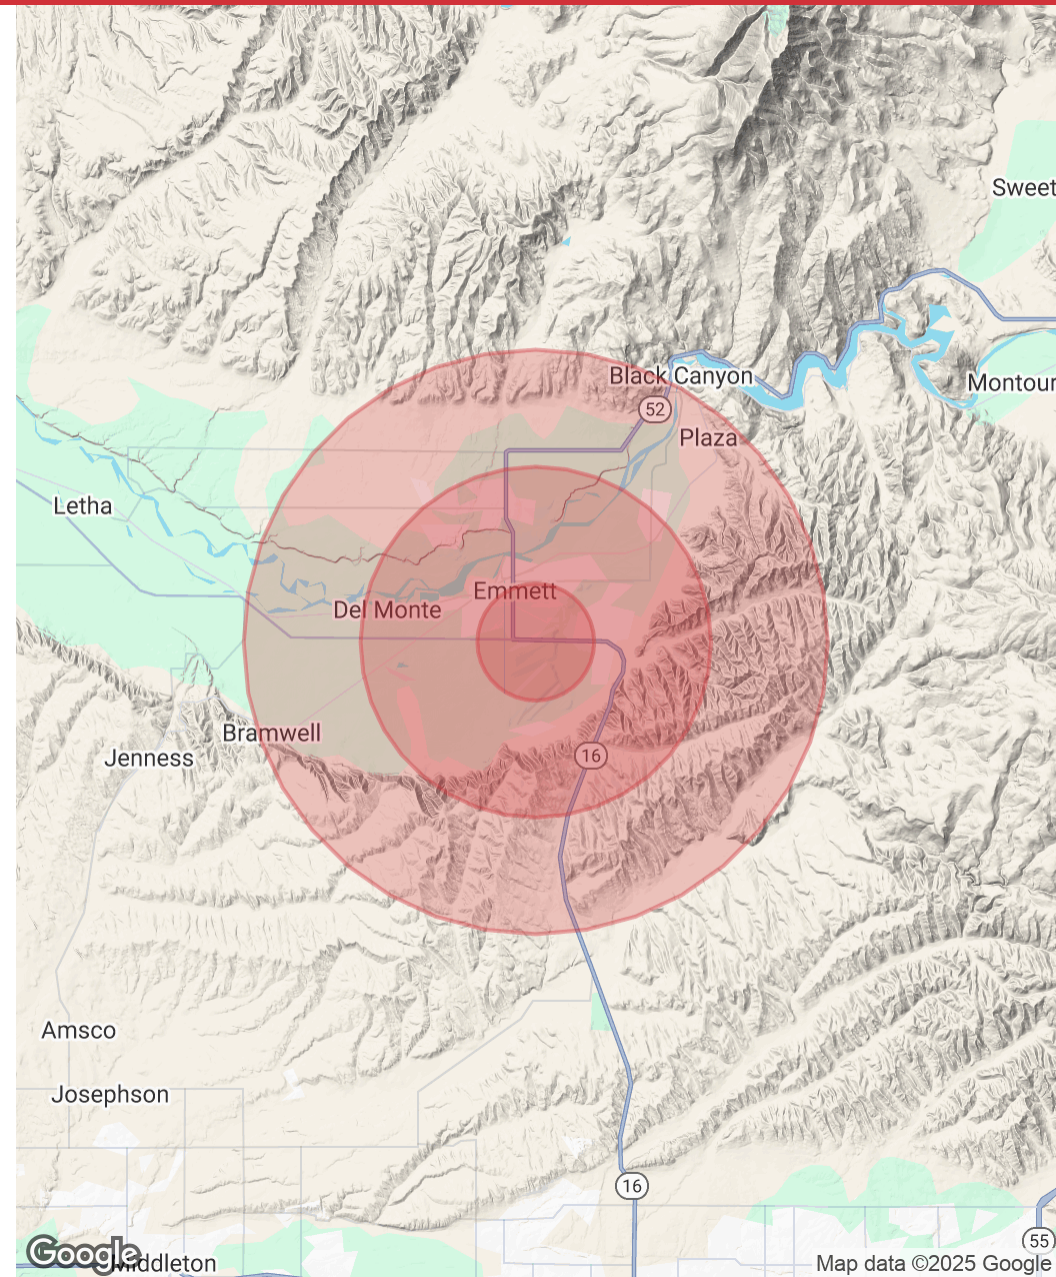 Sweet
Black Canyon
Montour
52
Plaza
Letha
Emmett
Del Monte
Bramwell
16
Jenness
Amsco
Josephson
16
55
Google
Middleton
Map data ©2025 Google